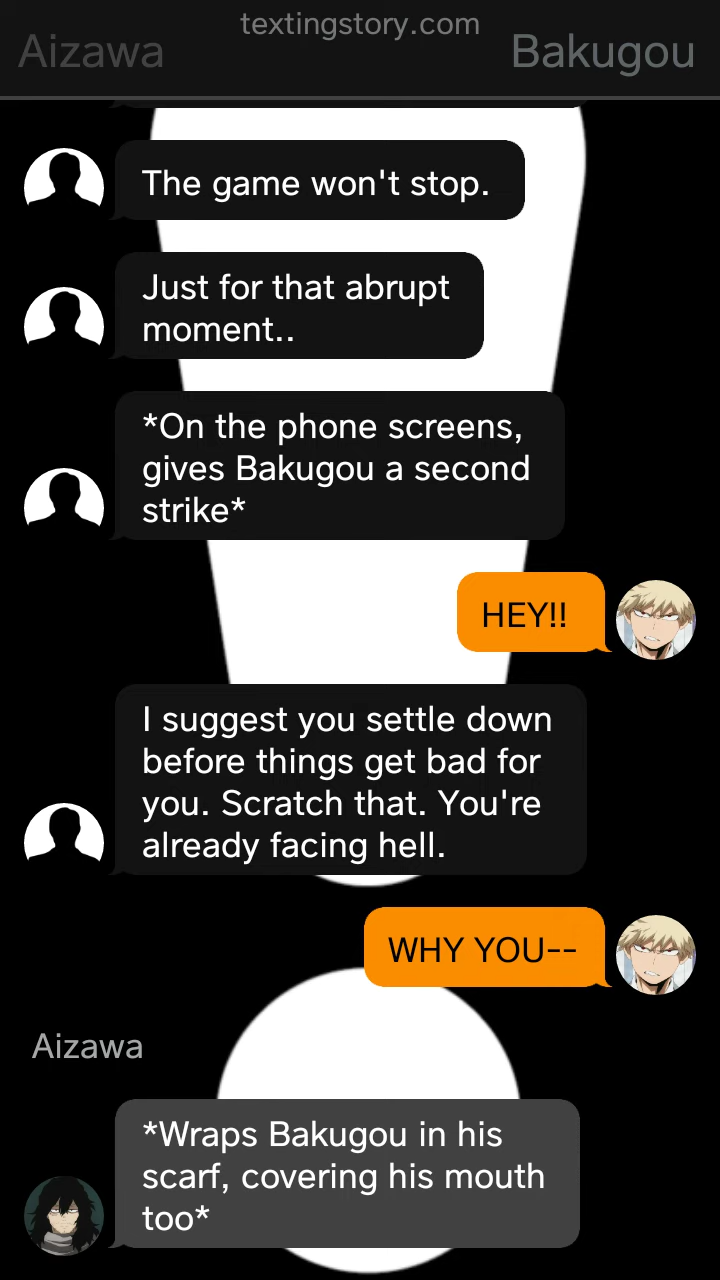 textingstory.com
Aizawa
Bakugou
The game won't stop.
Just for that abrupt
moment..
*On the phone screens,
gives Bakugou a second
strike*
HEY!!
I suggest you settle down
before things get bad for
you. Scratch that. You're
already facing hell.
WHY YOU--
Aizawa
*Wraps Bakugou in his
scarf, covering his mouth
too*